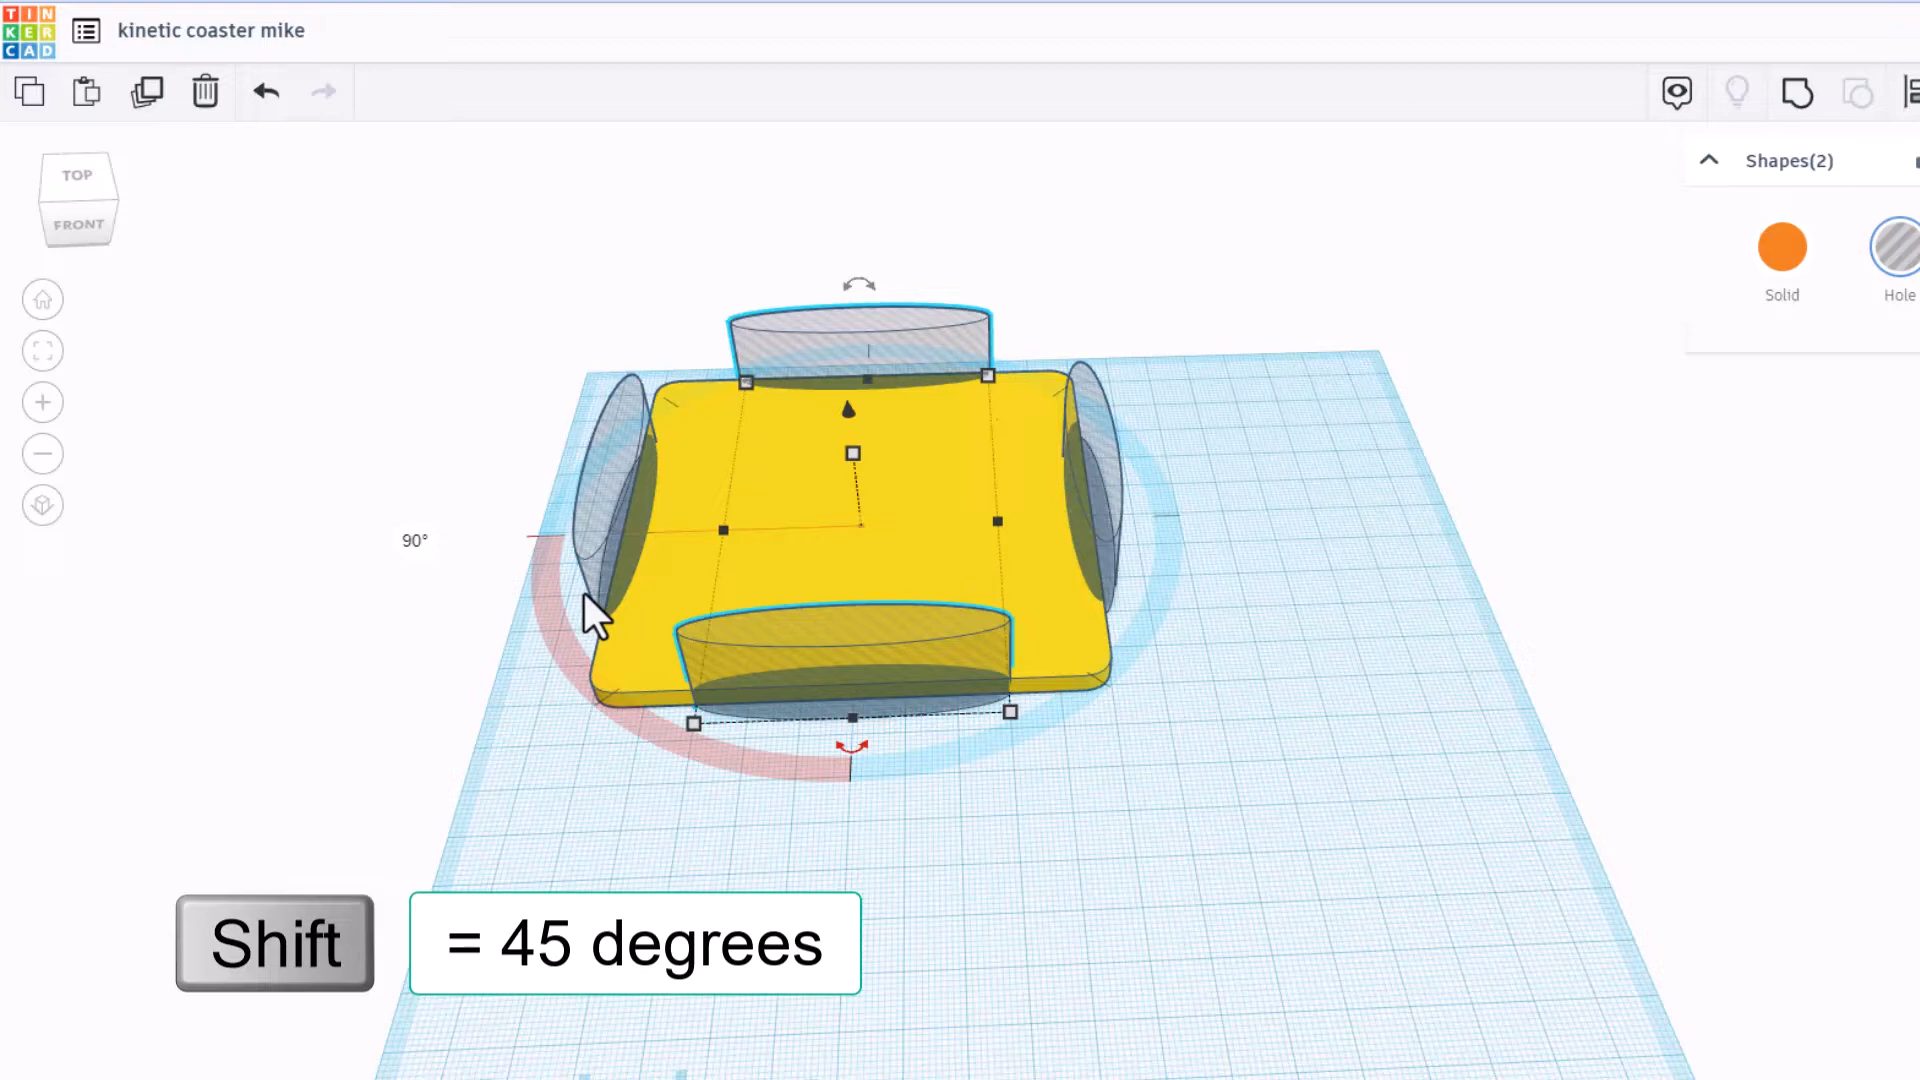 TIN
KER
CAD
kinetic coaster mike
TOP
FRONT
Shapes(2)
Solid
Hole
90°
Shift
= 45 degrees